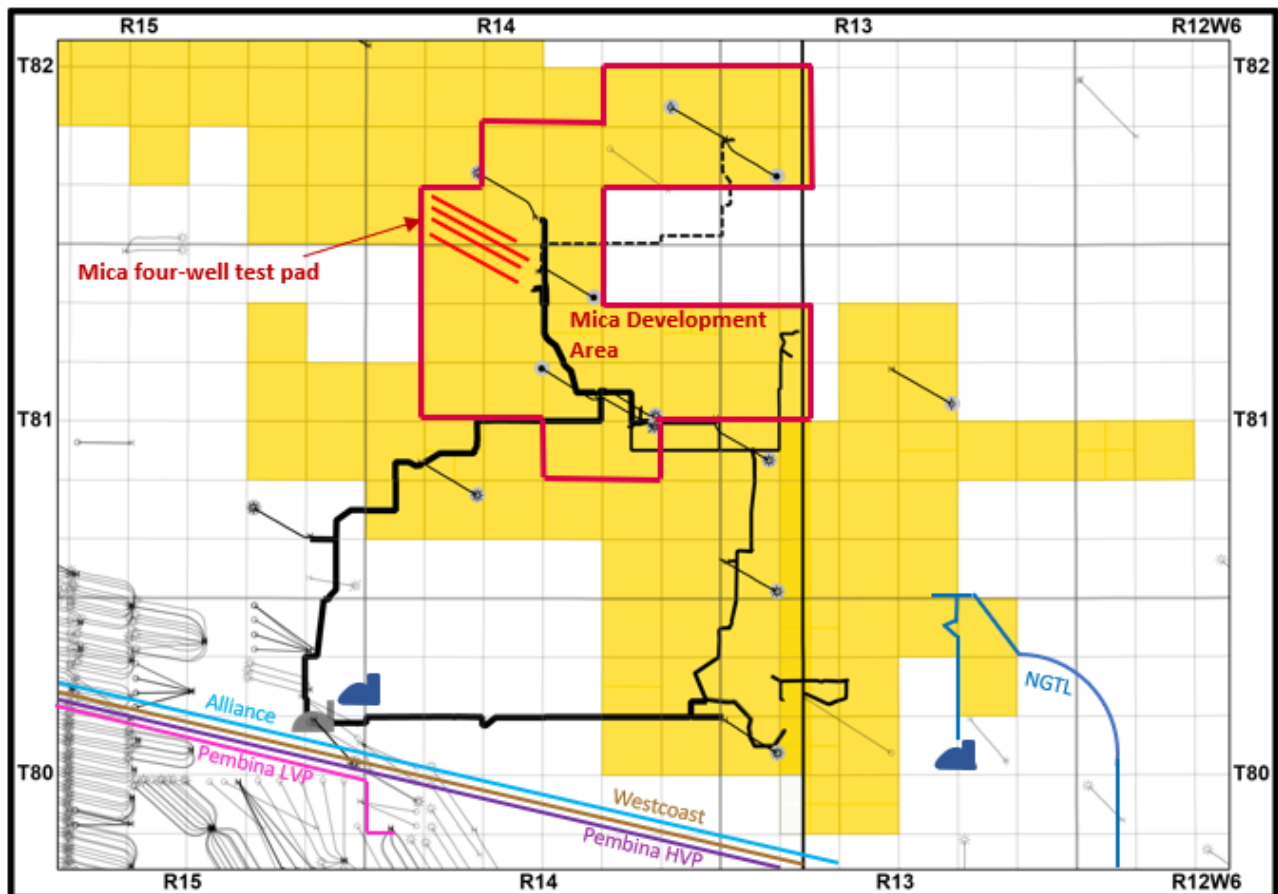 R15
R14
R13
R12W6
T82
T82
Mica four-well test pad
Mica Development
Area
T81
T81
NGTL
Alliance
Pembina LVP
T80
T80
Westcoast
Pembina HVP
R15
R14
R13
R12W6